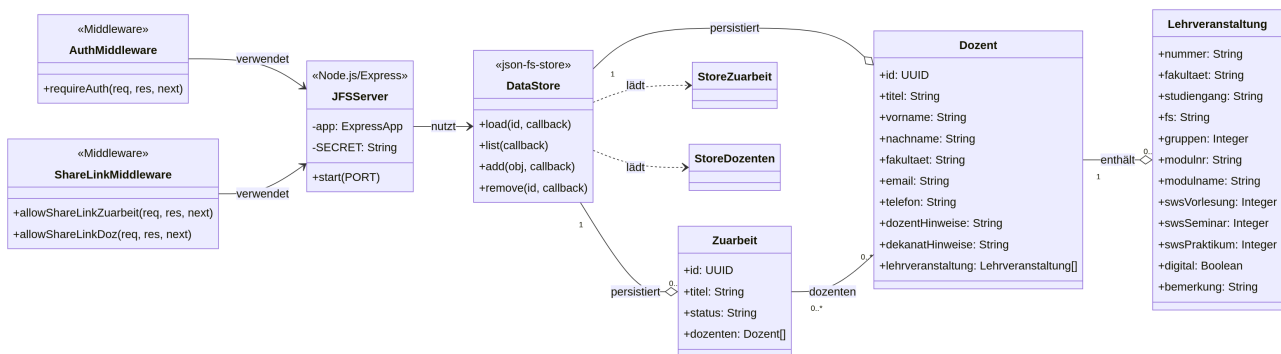 «Middleware»
AuthMiddleware
+requireAuth(req, res, next)
«Middleware»
ShareLinkMiddleware
+allowShareLinkZuarbeit(req, res, next)
+allowShareLinkDoz(req, res, next)
verwendet
verwendet
«Node.js/Express»
JFSServer
-app: ExpressApp
-SECRET: String
+start(PORT)
nutzt
«json-fs-store»
DataStore
+load(id, callback)
+list(callback)
+add(obj, callback)
+remove(id, callback)
1
persistiert
lädt
StoreZuarbeit
lädt
StoreDozenten
1
persistiert
0..
Zuarbeit
+id: UUID
+titel: String
+status: String
+dozenten: Dozent[]
dozenten
0..*
0..*
Dozent
+id: UUID
+titel: String
+vorname: String
+nachname: String
+fakultaet: String
+email: String
+telefon: String
+dozentHinweise: String
+dekanatHinweise: String
+lehrveranstaltung: Lehrveranstaltung[]
enthält
1
0..
Lehrveranstaltung
+nummer: String
+fakultaet: String
+studiengang: String
+fs: String
+gruppen: Integer
+modulnr: String
+modulname: String
+swsVorlesung: Integer
+swsSeminar: Integer
+swsPraktikum: Integer
+digital: Boolean
+bemerkung: String